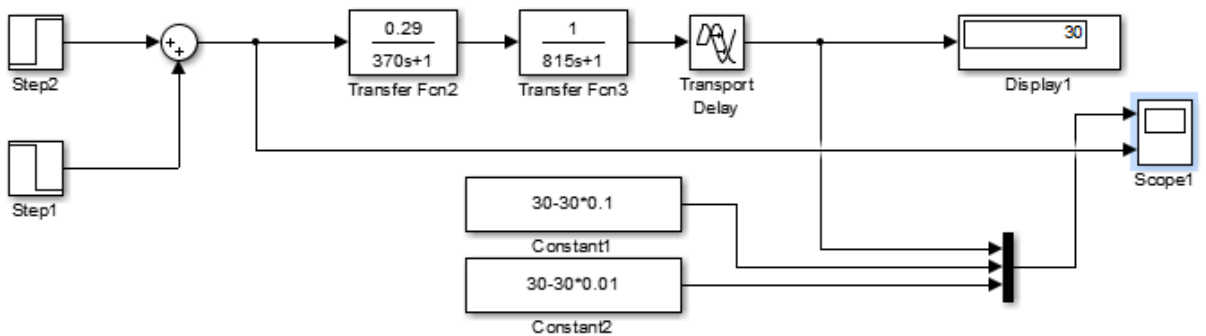 Step2
0.29
370s+1
Transfer Fcn2
1
815s+1
Transfer Fcn3
Transport
Delay
30
Display1
Step1
Scope1
30-30*0.1
Constant1
30-30*0.01
Constant2